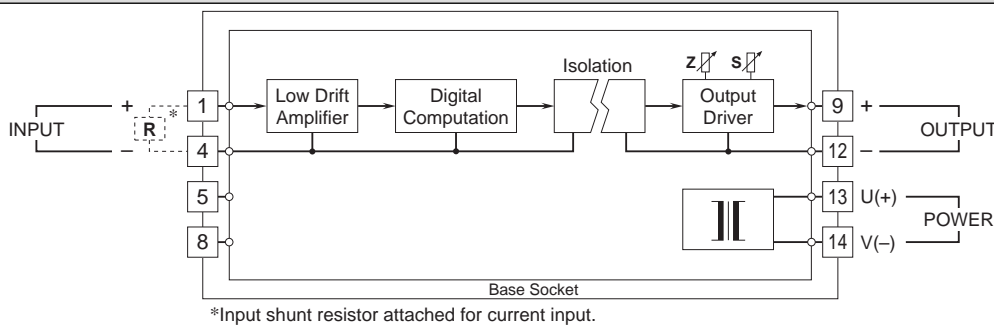 Isolation
Z S
Low Drift
Amplifier
Digital
Computation
Output
Driver
INPUT
+
R
*
1
–
4
5
8
9 +
12 –
OUTPUT
13 U(+)
14 V(–)
POWER
Base Socket
*Input shunt resistor attached for current input.